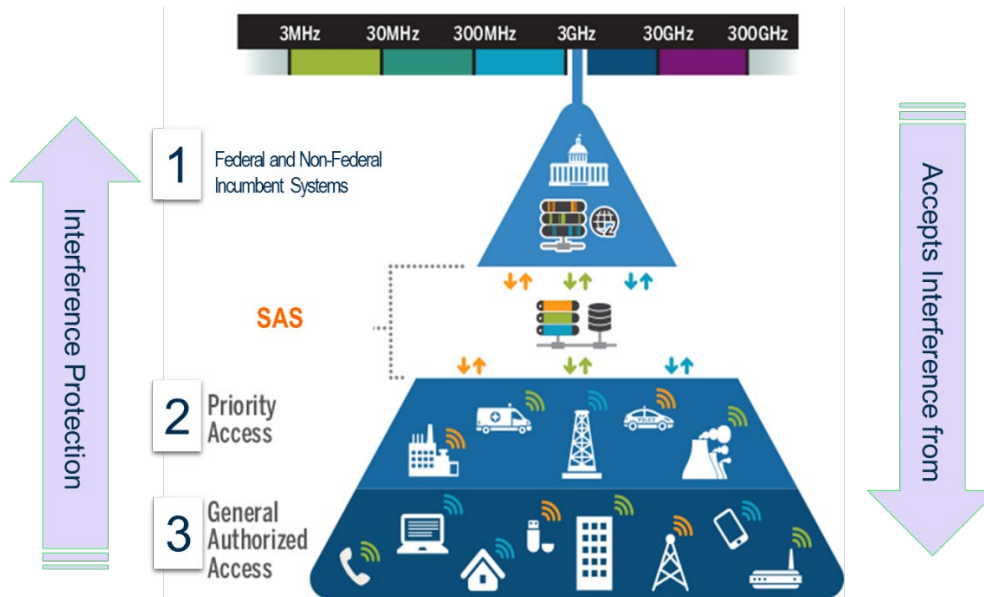 3MHz 30MHz 300MHz 3GHz 30GHz 300GHz
1
Federal and Non-Federal
Incumbent Systems
SAS
2
Priority
Access
3
General
Authorized
Access
Interference Protection
Accepts Interference from